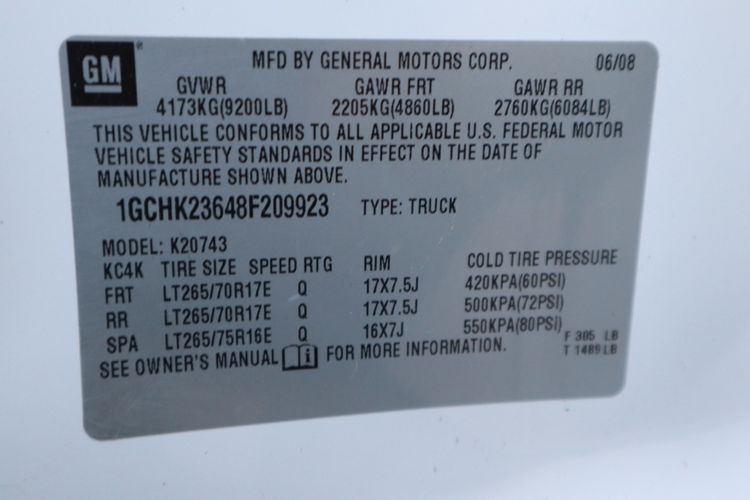 GM MFD BY GENERAL MOTORS CORP. 06/08
GVWR GAWR FRT GAWR RR
4173KG(9200LB) 2205KG(4860LB) 2760KG(6084LB)
THIS VEHICLE CONFORMS TO ALL APPLICABLE U.S. FEDERAL MOTOR
VEHICLE SAFETY STANDARDS IN EFFECT ON THE DATE OF
MANUFACTURE SHOWN ABOVE.
1GCHK23648F209923 TYPE: TRUCK
MODEL: K20743
KC4K TIRE SIZE SPEED RTG RIM COLD TIRE PRESSURE
FRT LT265/70R17E Q 17X7.5J 420KPA(60PSI)
RR LT265/70R17E Q 17X7.5J 500KPA(72PSI)
SPA LT265/75R16E Q 16X7J 550KPA(80PSI) F 305 LB
T 1489 LB
SEE OWNER'S MANUAL i FOR MORE INFORMATION.